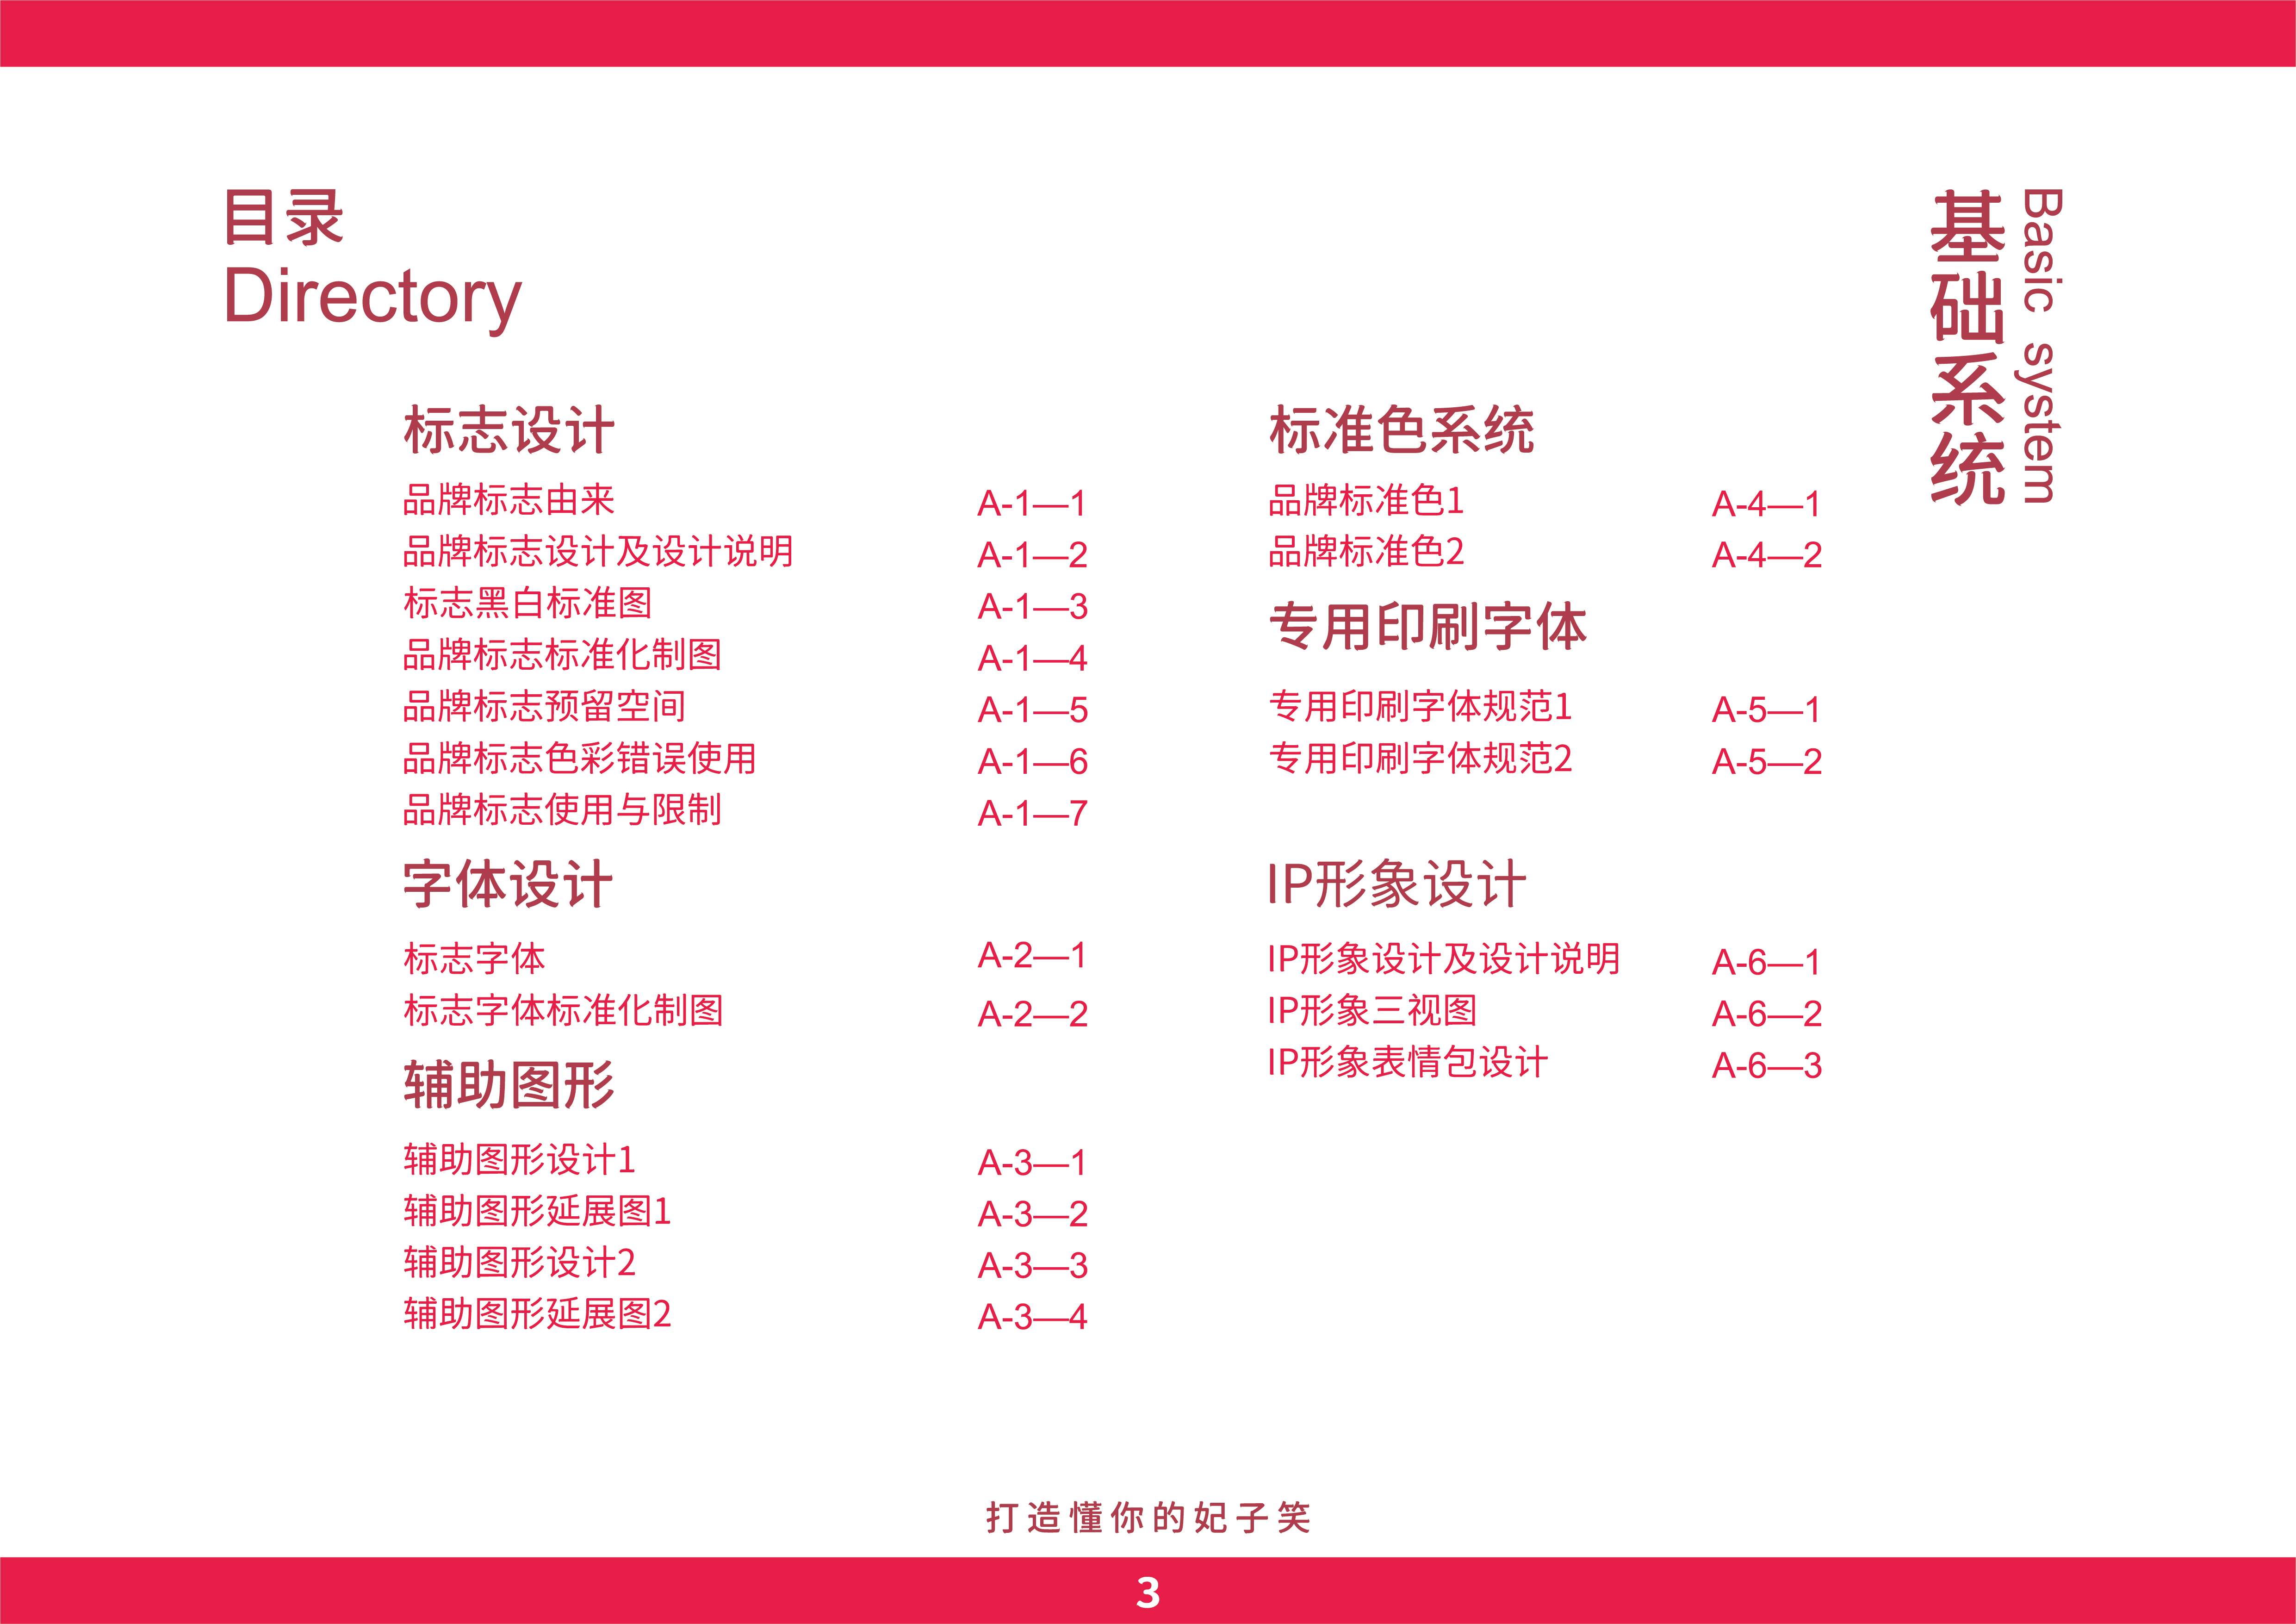 目录
Directory
基础系统
Basic system
标志设计
品牌标志由来 A-1—1
品牌标志设计及设计说明 A-1—2
标志黑白标准图 A-1—3
品牌标志标准化制图 A-1—4
品牌标志预留空间 A-1—5
品牌标志色彩错误使用 A-1—6
品牌标志使用与限制 A-1—7
字体设计
标志字体 A-2—1
标志字体标准化制图 A-2—2
辅助图形
辅助图形设计1 A-3—1
辅助图形延展图1 A-3—2
辅助图形设计2 A-3—3
辅助图形延展图2 A-3—4
标准色系统
品牌标准色1 A-4—1
品牌标准色2 A-4—2
专用印刷字体
专用印刷字体规范1 A-5—1
专用印刷字体规范2 A-5—2
IP形象设计
IP形象设计及设计说明 A-6—1
IP形象三视图 A-6—2
IP形象表情包设计 A-6—3
打造懂你的妃子笑
3